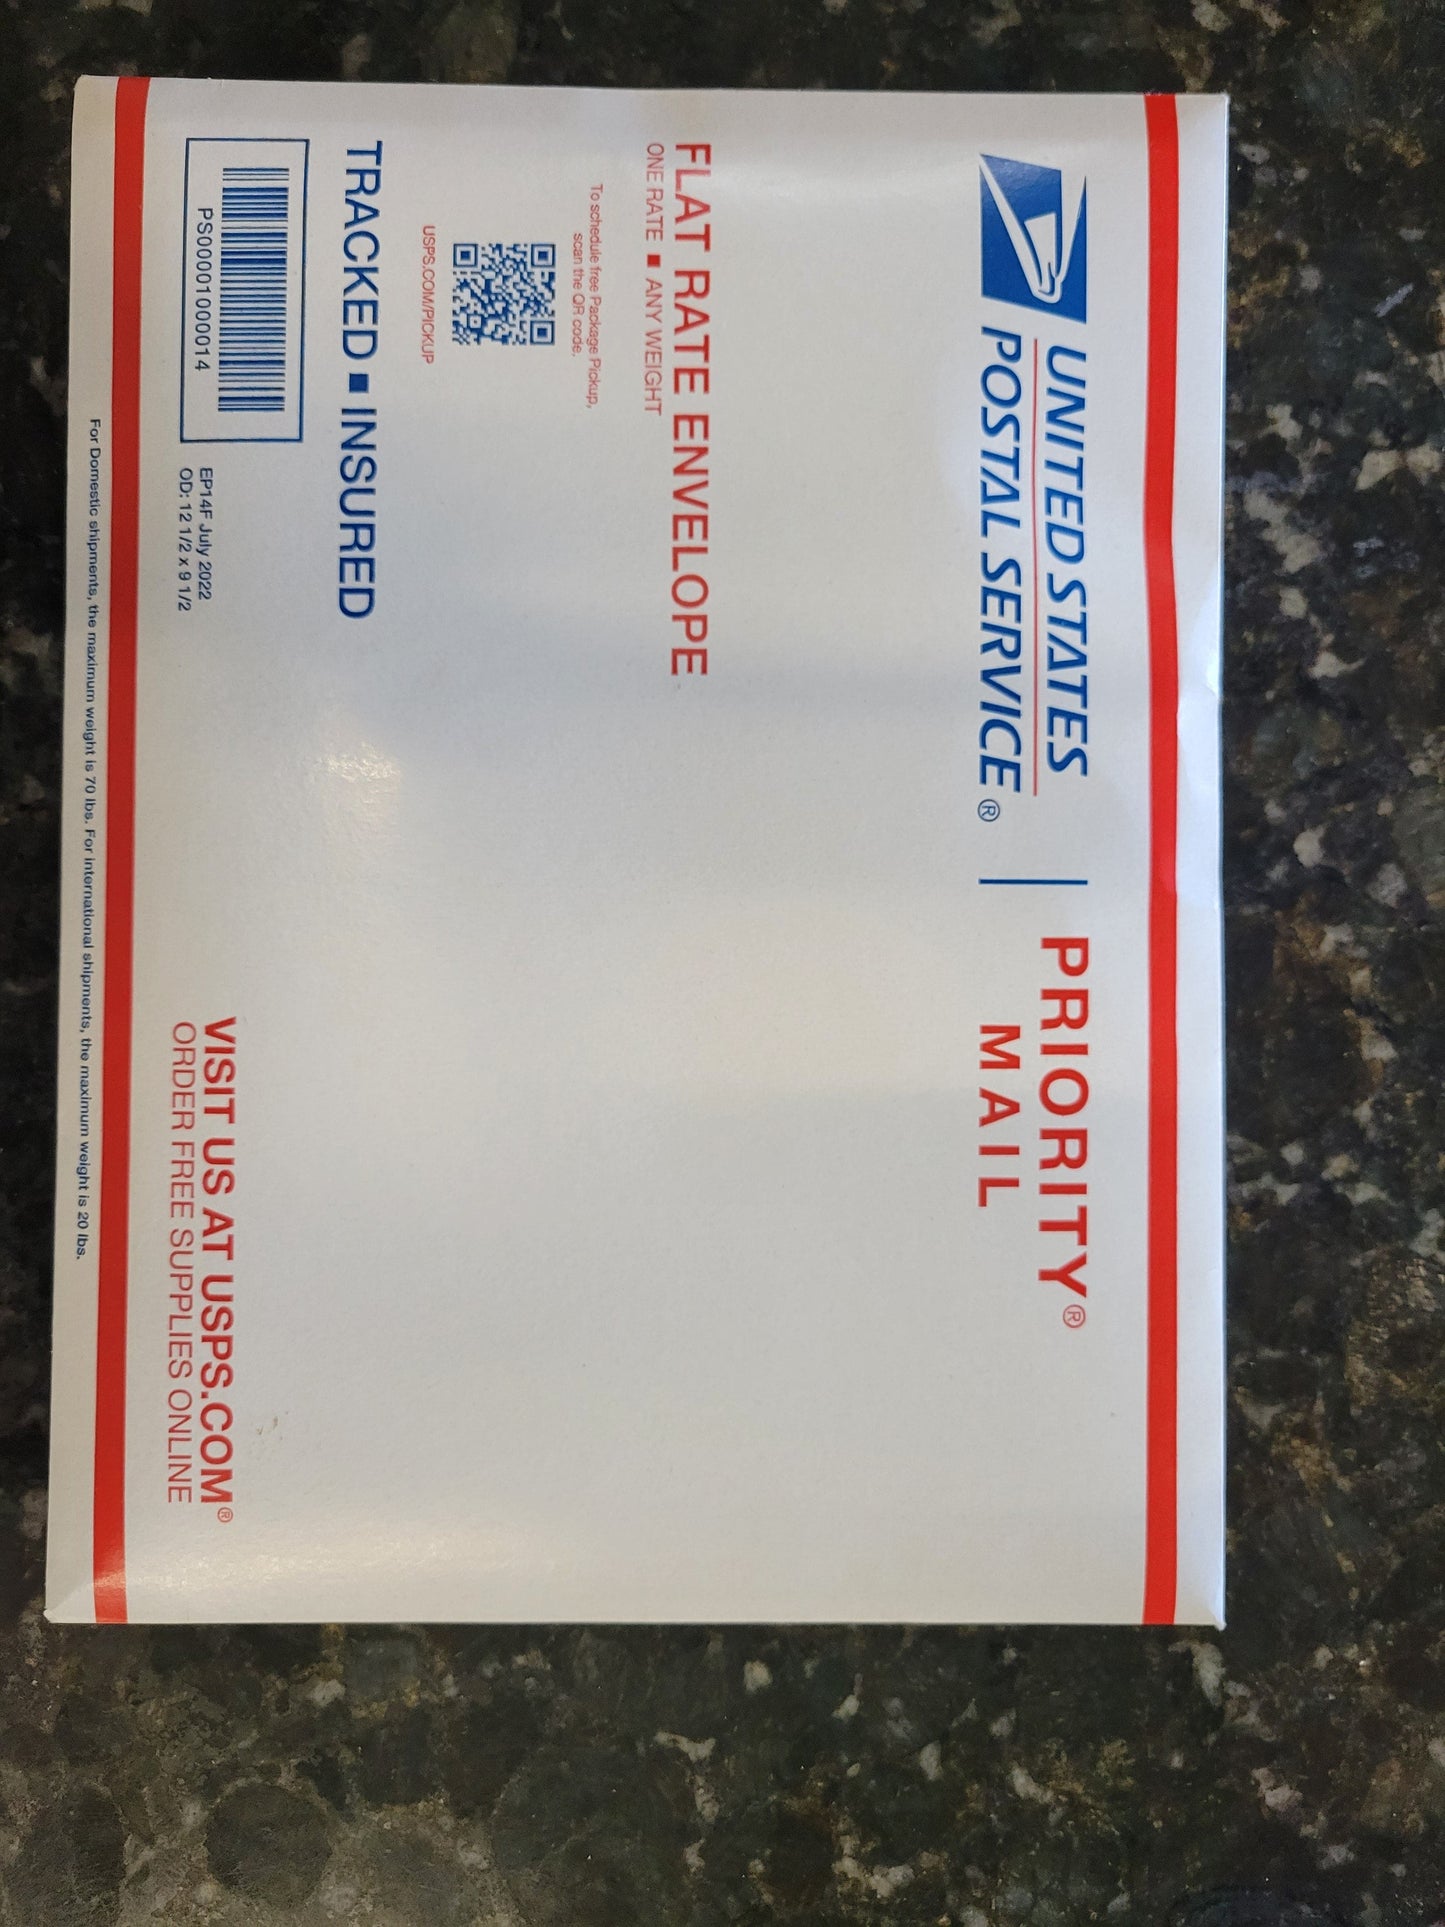 UNITED STATES
POSTAL SERVICE®
PRIORITY®
MAIL
FLAT RATE ENVELOPE
ONE RATE ■ ANY WEIGHT
To schedule free Package Pickup,
scan the QR code.
USPS.COM/PICKUP
TRACKED ■ INSURED
PS00001000014
EP14F July 2022
OD: 12 1/2 x 9 1/2
VISIT US AT USPS.COM®
ORDER FREE SUPPLIES ONLINE
For Domestic shipments, the maximum weight is 70 lbs. For international shipments, the maximum weight is 20 lbs.